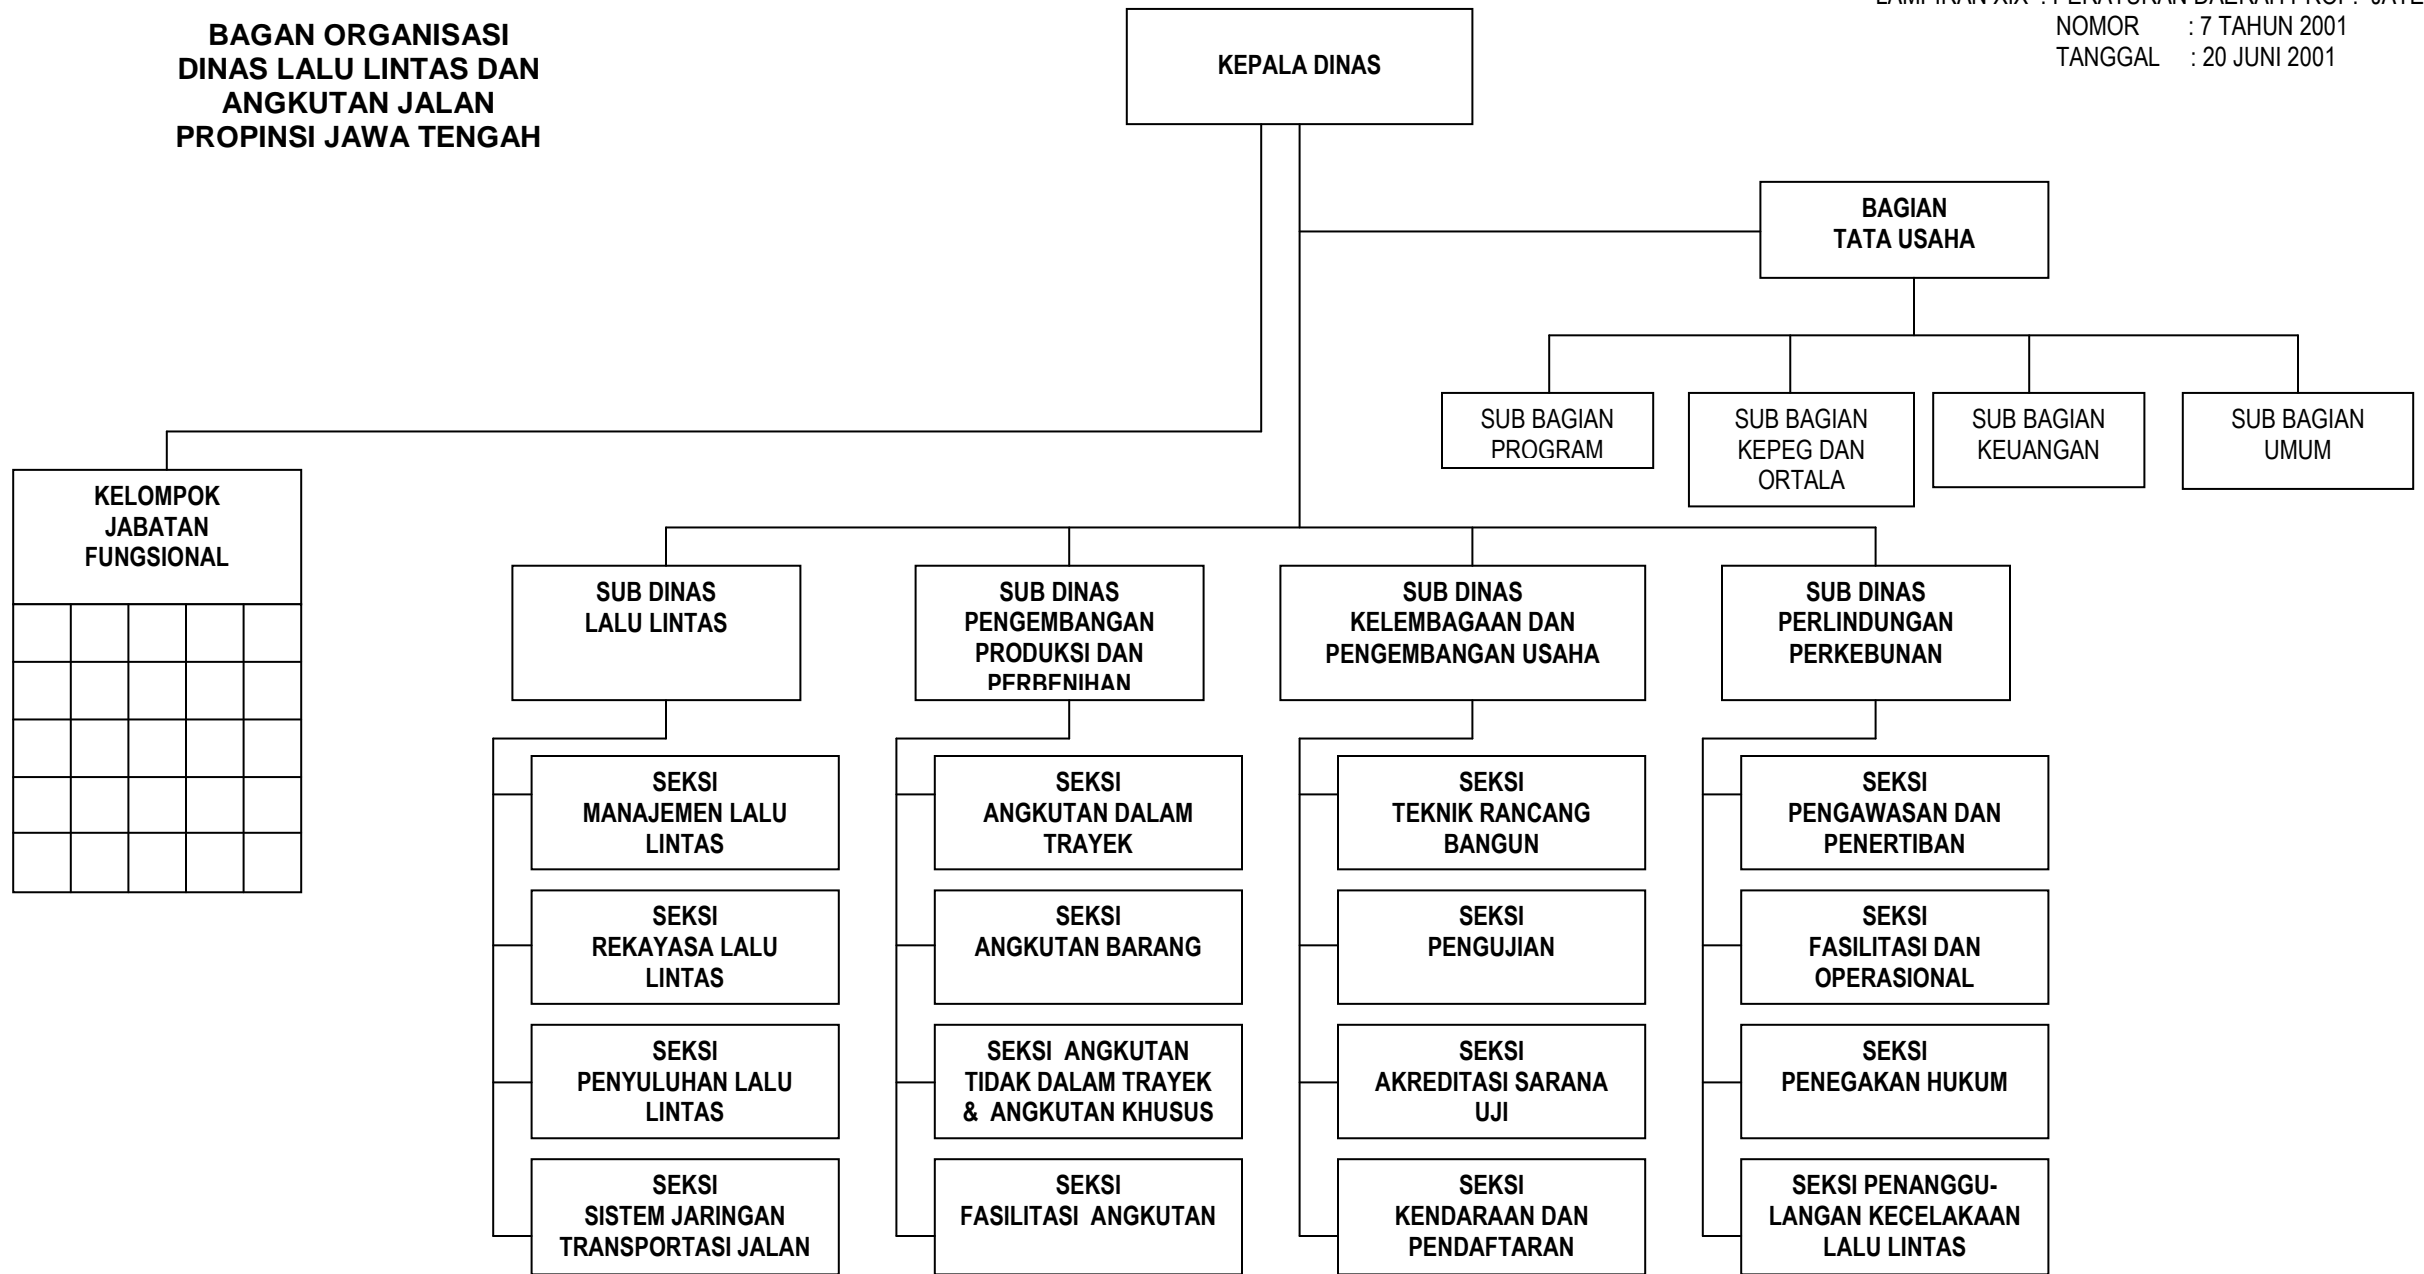 BAGAN ORGANISASI
DINAS LALU LINTAS DAN
ANGKUTAN JALAN
PROPINSI JAWA TENGAH
NOMOR : 7 TAHUN 2001
TANGGAL : 20 JUNI 2001
KEPALA DINAS
BAGIAN
TATA USAHA
SUB BAGIAN
PROGRAM
SUB BAGIAN
KEPEG DAN
ORTALA
SUB BAGIAN
KEUANGAN
SUB BAGIAN
UMUM
KELOMPOK
JABATAN
FUNGSIONAL
SUB DINAS
LALU LINTAS
SUB DINAS
PENGEMBANGAN
PRODUKSI DAN
PERBENIHAN
SUB DINAS
KELEMBAGAAN DAN
PENGEMBANGAN USAHA
SUB DINAS
PERLINDUNGAN
PERKEBUNAN
SEKSI
MANAJEMEN LALU
LINTAS
SEKSI
REKAYASA LALU
LINTAS
SEKSI
PENYULUHAN LALU
LINTAS
SEKSI
SISTEM JARINGAN
TRANSPORTASI JALAN
SEKSI
ANGKUTAN DALAM
TRAYEK
SEKSI
ANGKUTAN BARANG
SEKSI ANGKUTAN
TIDAK DALAM TRAYEK
& ANGKUTAN KHUSUS
SEKSI
FASILITASI ANGKUTAN
SEKSI
TEKNIK RANCANG
BANGUN
SEKSI
PENGUJIAN
SEKSI
AKREDITASI SARANA
UJI
SEKSI
KENDARAAN DAN
PENDAFTARAN
SEKSI
PENGAWASAN DAN
PENERTIBAN
SEKSI
FASILITASI DAN
OPERASIONAL
SEKSI
PENEGAKAN HUKUM
SEKSI PENANGGU-
LANGAN KECELAKAAN
LALU LINTAS